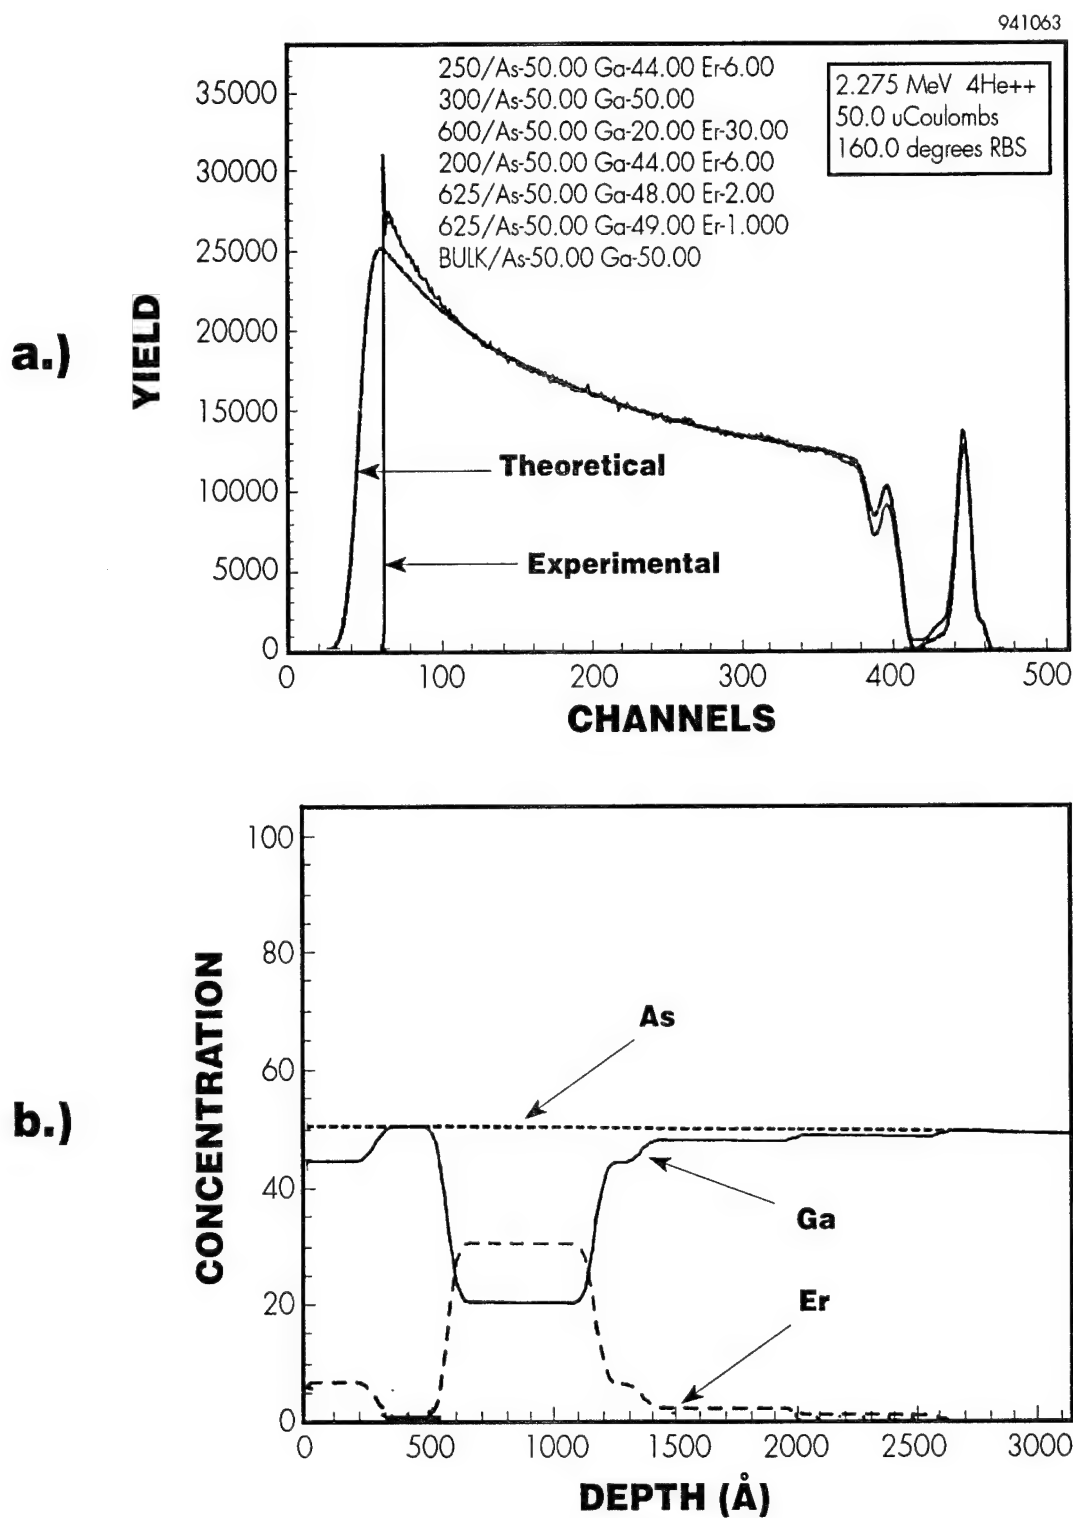 941063
250/As-50.00 Ga-44.00 Er-6.00
300/As-50.00 Ga-50.00
600/As-50.00 Ga-20.00 Er-30.00
200/As-50.00 Ga-44.00 Er-6.00
625/As-50.00 Ga-48.00 Er-2.00
625/As-50.00 Ga-49.00 Er-1.000
BULK/As-50.00 Ga-50.00
2.275 MeV 4He++
50.0 uCoulombs
160.0 degrees RBS
35000
30000
25000
20000
15000
10000
5000
0
YIELD
a.)
Theoretical
Experimental
0 100 200 300 400 500
CHANNELS
100
80
60
40
20
0
CONCENTRATION
b.)
As
Ga
Er
0 500 1000 1500 2000 2500 3000
DEPTH (Å)